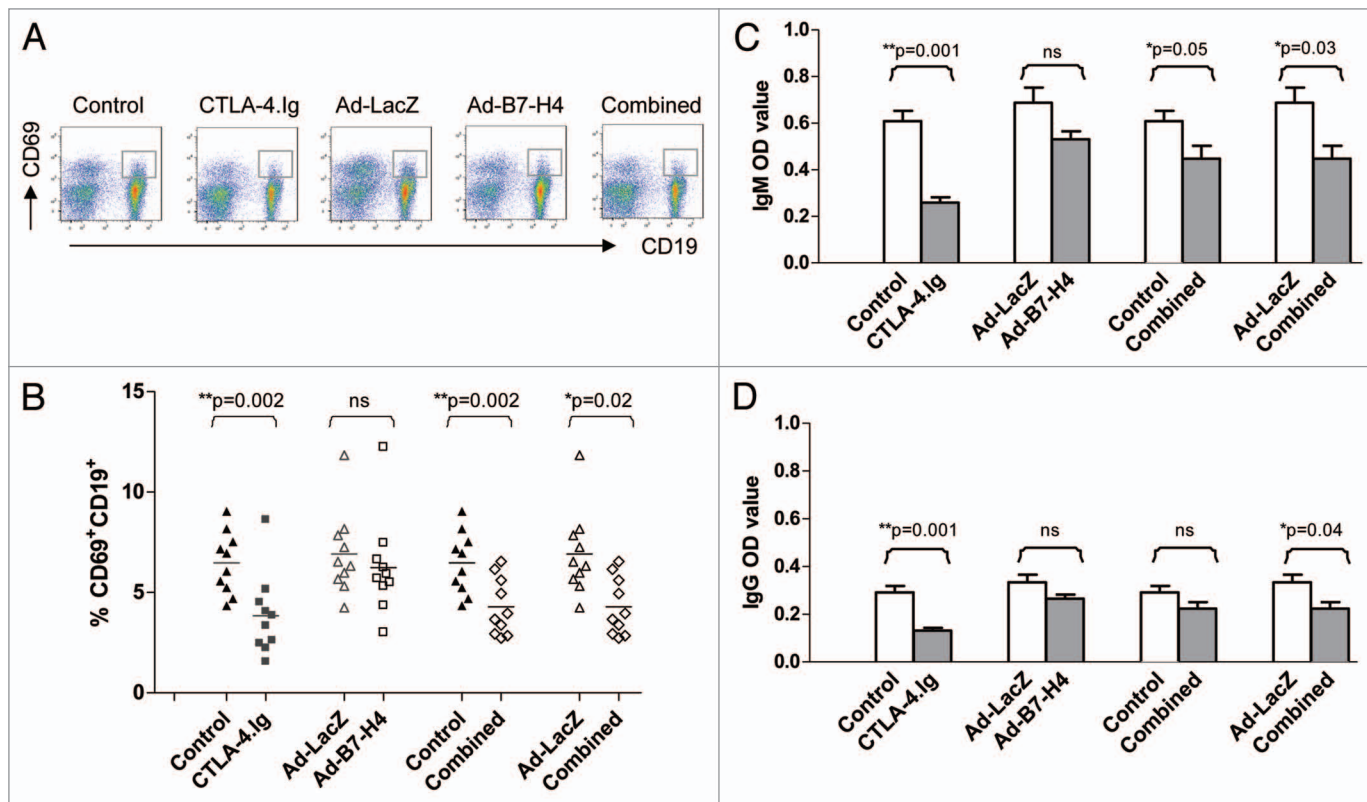 A
Control CTLA-4.Ig Ad-LacZ Ad-B7-H4 Combined
CD69
CD19
B
% CD69+CD19+
15
10
5
0
**p=0.002 ns **p=0.002 *p=0.02
Control CTLA-4.Ig Ad-LacZ Ad-B7-H4 Control Combined Ad-LacZ Combined
C
IgM OD value
1.0
0.8
0.6
0.4
0.2
0.0
**p=0.001 ns *p=0.05 *p=0.03
Control CTLA-4.Ig Ad-LacZ Ad-B7-H4 Control Combined Ad-LacZ Combined
D
IgG OD value
1.0
0.8
0.6
0.4
0.2
0.0
**p=0.001 ns ns *p=0.04
Control CTLA-4.Ig Ad-LacZ Ad-B7-H4 Control Combined Ad-LacZ Combined